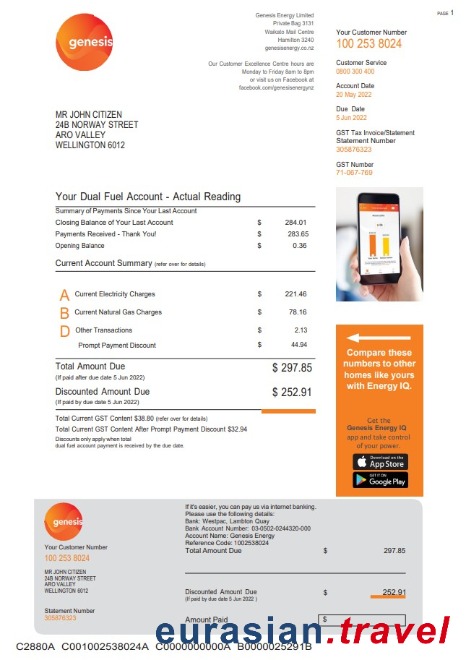 PAGE 1
genesis
Genesis Energy Limited
Private Bag 3131
Waikato Mail Centre
Hamilton 3240
genesisenergy.co.nz
Our Customer Excellence Centre hours are
Monday to Friday 8am to 8pm
or visit us on Facebook at
facebook.com/genesisenergynz
Your Customer Number
100 253 8024
Customer Service
0800 300 400
Account Date
20 May 2022
Due Date
5 Jun 2022
GST Tax Invoice/Statement
Statement Number
305876323
GST Number
71-067-769
MR JOHN CITIZEN
24B NORWAY STREET
ARO VALLEY
WELLINGTON 6012
Your Dual Fuel Account - Actual Reading
Summary of Payments Since Your Last Account
Closing Balance of Your Last Account $ 284.01
Payments Received - Thank You! $ 283.65
Opening Balance $ 0.36
Current Account Summary (refer over for details)
A Current Electricity Charges $ 221.46
B Current Natural Gas Charges $ 78.16
D Other Transactions $ 2.13
Prompt Payment Discount $ 44.94
Total Amount Due $ 297.85
(If paid after due date 5 Jun 2022)
Discounted Amount Due $ 252.91
(If paid by due date 5 Jun 2022)
Total Current GST Content $38.80 (refer over for details)
Total Current GST Content After Prompt Payment Discount $32.94
Discounts only apply when total
dual fuel account payment is received by the due date.
Compare these
numbers to other
homes like yours
with Energy IQ.
Get the
Genesis Energy IQ
app and take control
of your power.
Download on the
App Store
GET IT ON
Google Play
genesis
Your Customer Number
100 253 8024
MR JOHN CITIZEN
24B NORWAY STREET
ARO VALLEY
WELLINGTON 6012
Statement Number
305876323
If it's easier, you can pay us via internet banking.
Please use the following details:
Bank: Westpac, Lambton Quay
Bank Account Number: 03-0502-0244320-000
Account Name: Genesis Energy
Reference Code: 1002538024
Total Amount Due $ 297.85
Discounted Amount Due $ 252.91
(If paid by due date 5 Jun 2022 )
Amount Paid $
eurasian.travel
C2880A C001002538024A C0000000000A B0000025291B